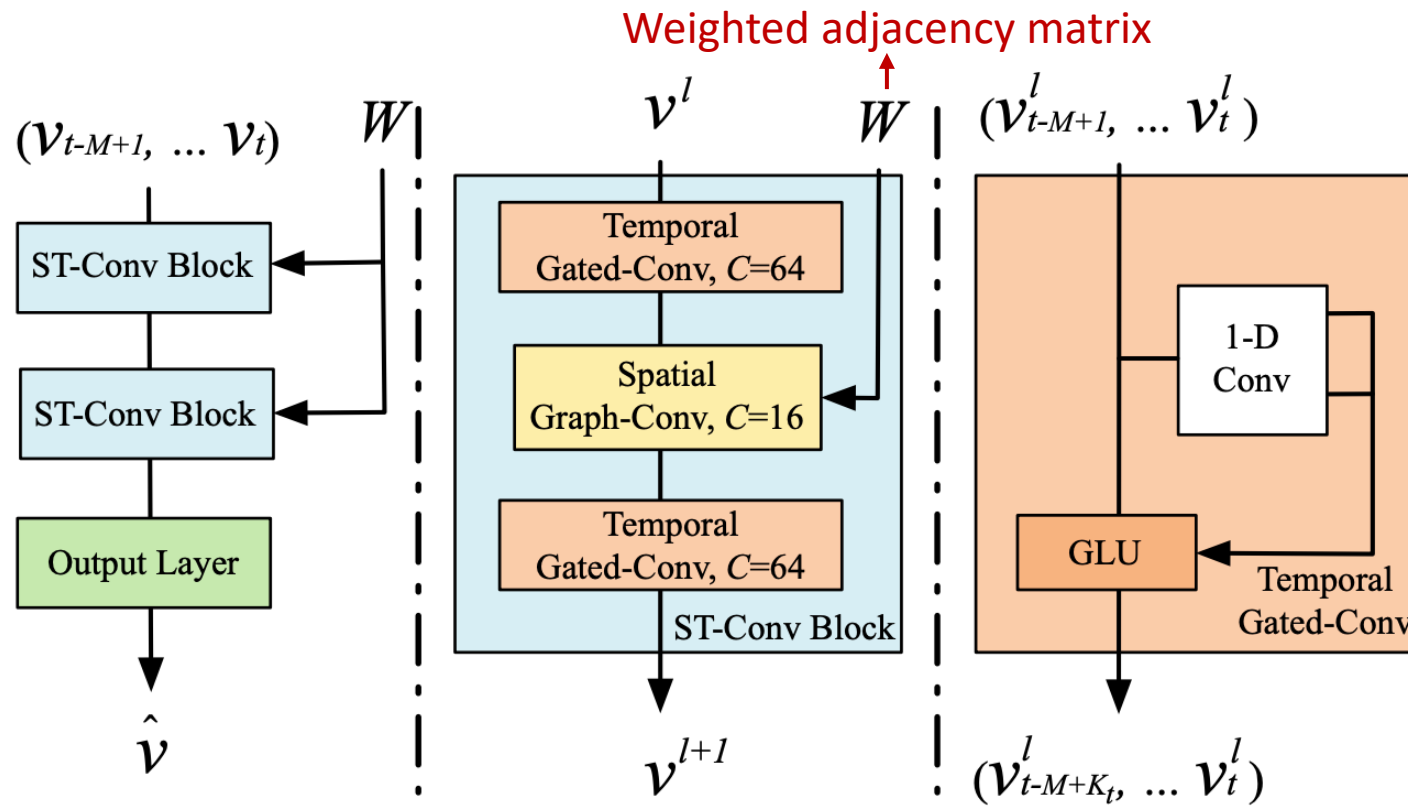 Weighted adjacency matrix
(v_{t-M+1}, ... v_t)
W
ST-Conv Block
ST-Conv Block
Output Layer
v̂
v^l
W
Temporal
Gated-Conv, C=64
Spatial
Graph-Conv, C=16
Temporal
Gated-Conv, C=64
ST-Conv Block
v^{l+1}
(v^l_{t-M+1}, ... v^l_t)
1-D
Conv
GLU
Temporal
Gated-Conv
(v^l_{t-M+K_t}, ... v^l_t)